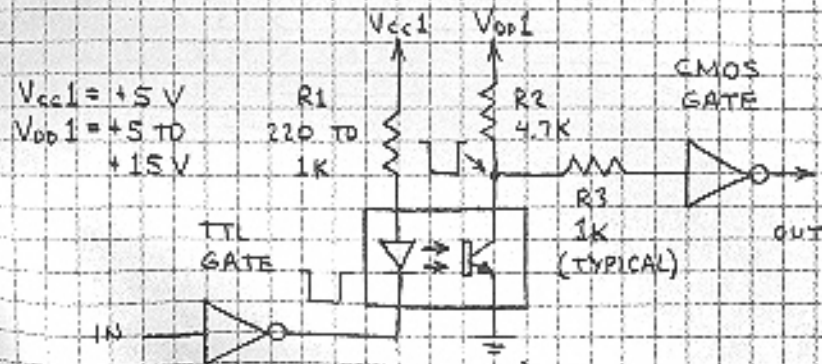 Vcc1
VDD1
Vcc1 = +5 V
VDD1 = +5 TO
+15 V
R1
220 TO
1K
R2
4.7K
CMOS
GATE
R3
1K
(TYPICAL)
OUT
TTL
GATE
IN